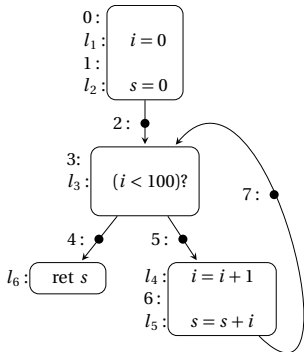 0:
l₁: i = 0
1:
l₂: s = 0
2:
3:
l₃: (i < 100)?
7:
4: 5:
l₆: ret s
l₄: i = i + 1
6:
l₅: s = s + i